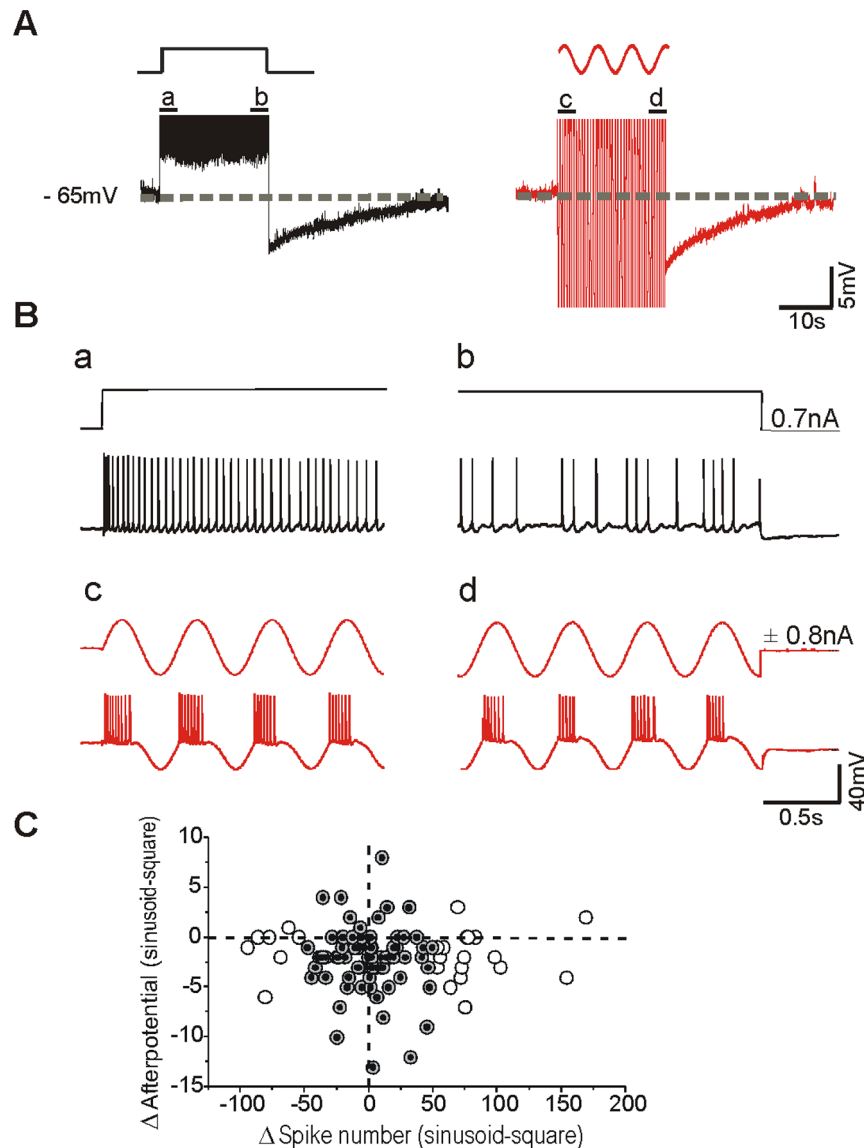 A
a b
c d
- 65mV
5mV
10s
B
a
b
0.7nA
c
d
± 0.8nA
40mV
0.5s
C
Δ Afterpotential (sinusoid-square)
10
5
0
-5
-10
-15
-100 -50 0 50 100 150 200
Δ Spike number (sinusoid-square)